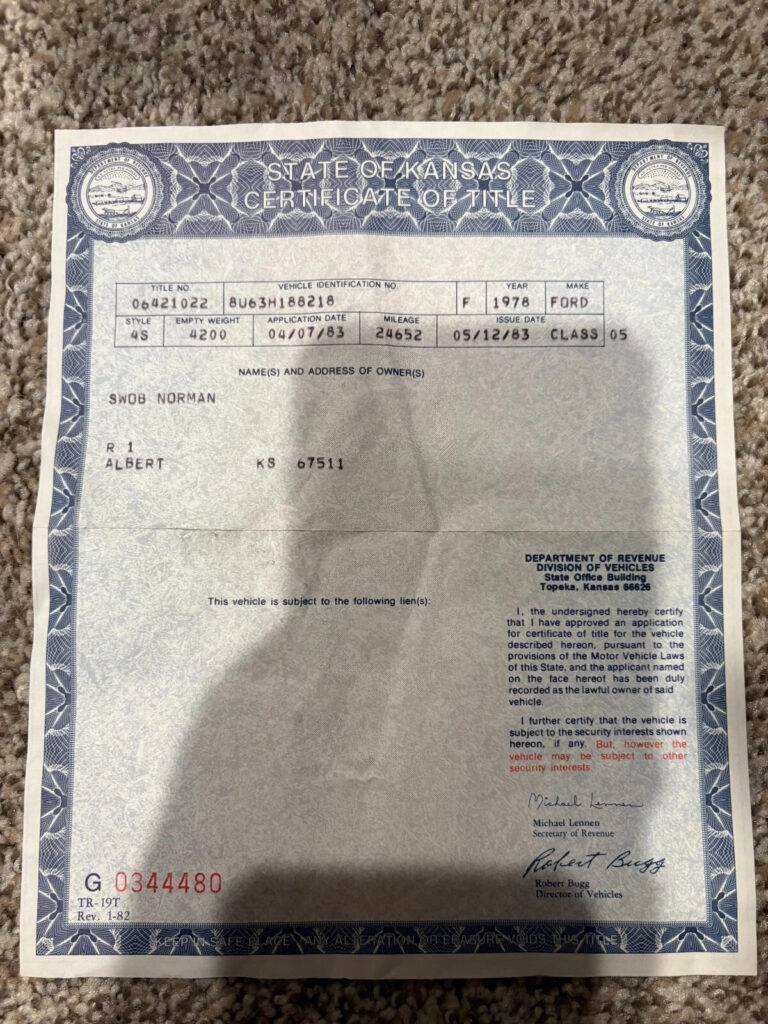 STATE OF KANSAS
CERTIFICATE OF TITLE
TITLE NO VEHICLE IDENTIFICATION NO YEAR MAKE
06421022 8U63H188218 F 1978 FORD
STYLE EMPTY WEIGHT APPLICATION DATE MILEAGE ISSUE DATE
4S 4200 04/07/83 24652 05/12/83 CLASS 05
NAME(S) AND ADDRESS OF OWNER(S)
SWOB NORMAN
R 1
ALBERT KS 67511
DEPARTMENT OF REVENUE
DIVISION OF VEHICLES
State Office Building
Topeka, Kansas 66626
This vehicle is subject to the following lien(s):
I, the undersigned hereby certify
that I have approved an application
for certificate of title for the vehicle
described hereon, pursuant to the
provisions of the Motor Vehicle Laws
of this State, and the applicant named
on the face hereof has been duly
recorded as the lawful owner of said
vehicle.
I further certify that the vehicle is
subject to the security interests shown
hereon, if any. But, however the
vehicle may be subject to other
security interests
Michael Lennen
Michael Lennen
Secretary of Revenue
Robert Bugg
Robert Bugg
Director of Vehicles
G 0344480
TR-19T
Rev. 1-82
KEEP IN SAFE PLACE - ANY ALTERATION OR ERASURE VOIDS THIS TITLE